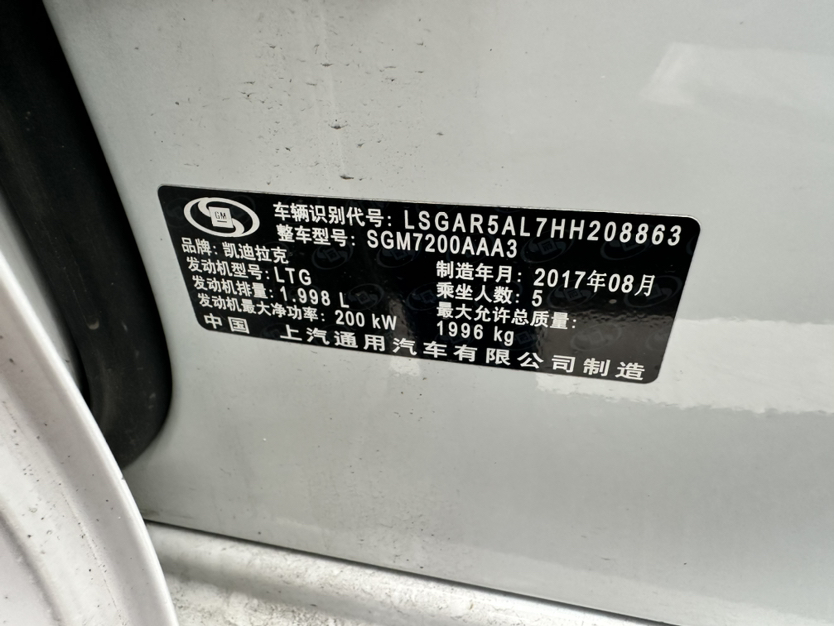 GM
车辆识别代号: LSGAR5AL7HH208863
整车型号: SGM7200AAA3
品牌: 凯迪拉克
发动机型号: LTG
发动机排量: 1.998 L
发动机最大净功率: 200 kW
制造年月: 2017年08月
乘坐人数: 5
最大允许总质量:
1996 kg
中国 上汽通用汽车有限公司制造